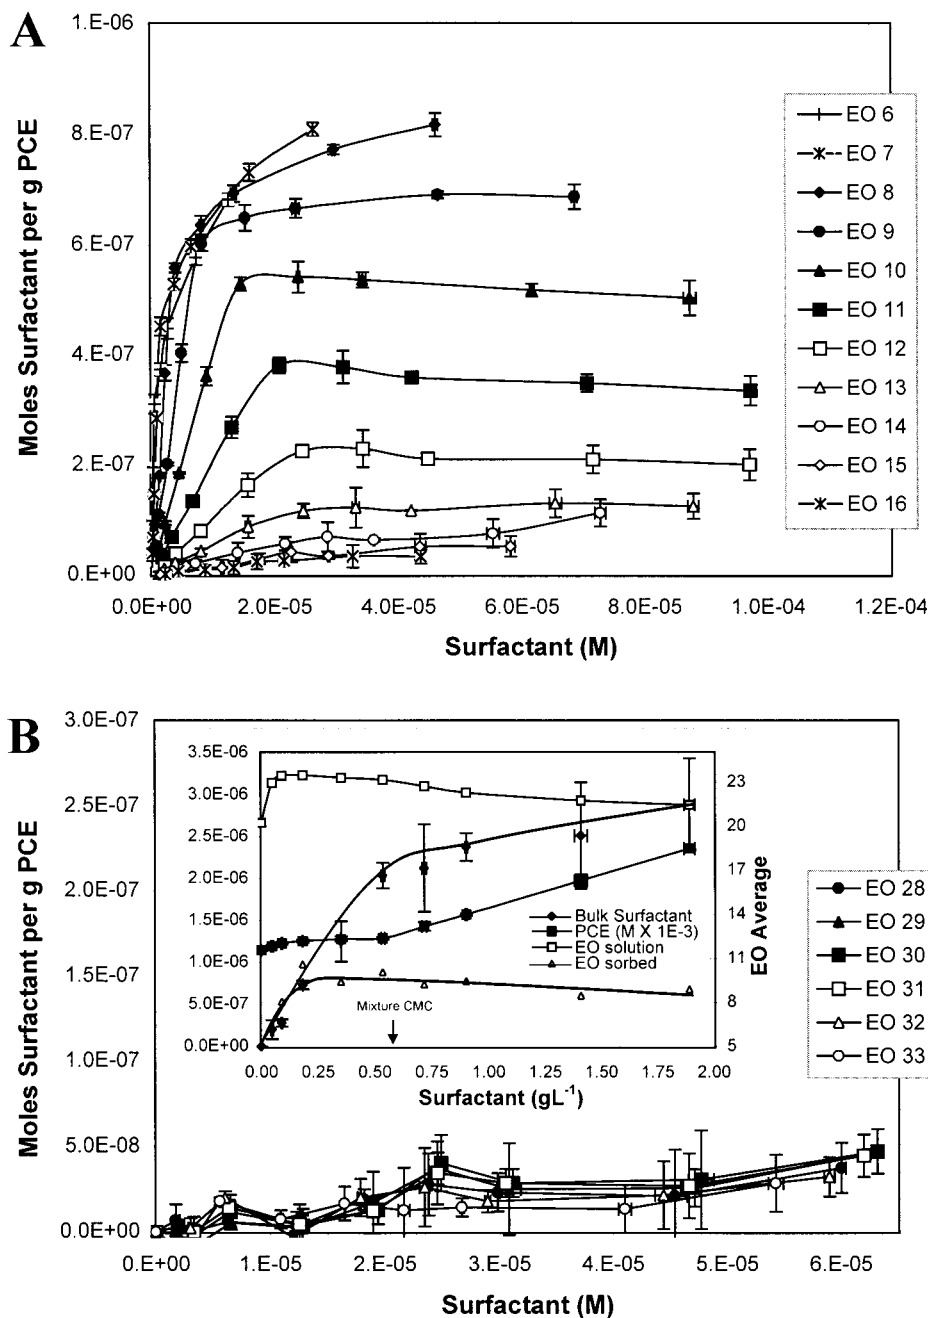 A
1.E-06
8.E-07
6.E-07
4.E-07
2.E-07
0.E+00
Moles Surfactant per g PCE
0.0E+00 2.0E-05 4.0E-05 6.0E-05 8.0E-05 1.0E-04 1.2E-04
Surfactant (M)
EO 6
EO 7
EO 8
EO 9
EO 10
EO 11
EO 12
EO 13
EO 14
EO 15
EO 16
B
3.0E-07
2.5E-07
2.0E-07
1.5E-07
1.0E-07
5.0E-08
0.0E+00
Moles Surfactant per g PCE
0.E+00 1.E-05 2.E-05 3.E-05 4.E-05 5.E-05 6.E-05
Surfactant (M)
3.5E-06
3.0E-06
2.5E-06
2.0E-06
1.5E-06
1.0E-06
5.0E-07
0.0E+00
23
20
17
14
11
8
5
EO Average
Bulk Surfactant
PCE (M X 1E-3)
EO solution
EO sorbed
Mixture CMC
0.00 0.25 0.50 0.75 1.00 1.25 1.50 1.75 2.00
Surfactant (gL⁻¹)
EO 28
EO 29
EO 30
EO 31
EO 32
EO 33